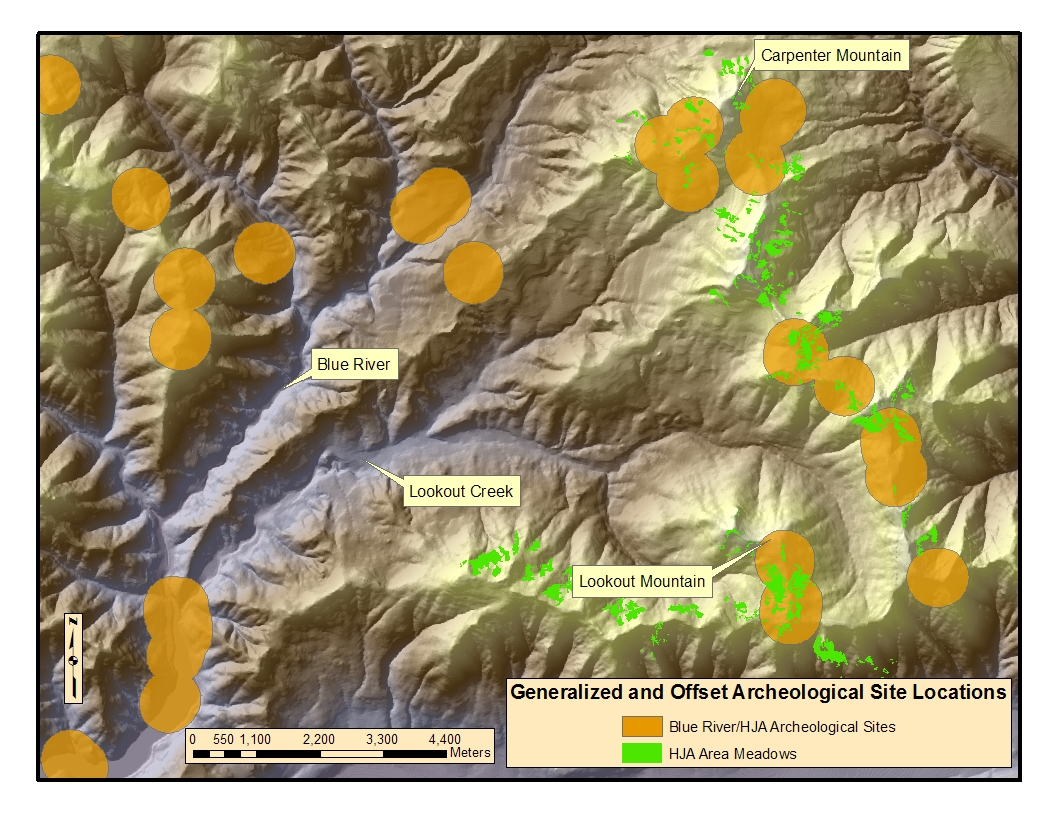 Carpenter Mountain
Blue River
Lookout Creek
Lookout Mountain
N
0 550 1,100 2,200 3,300 4,400
Meters
Generalized and Offset Archeological Site Locations
Blue River/HJA Archeological Sites
HJA Area Meadows